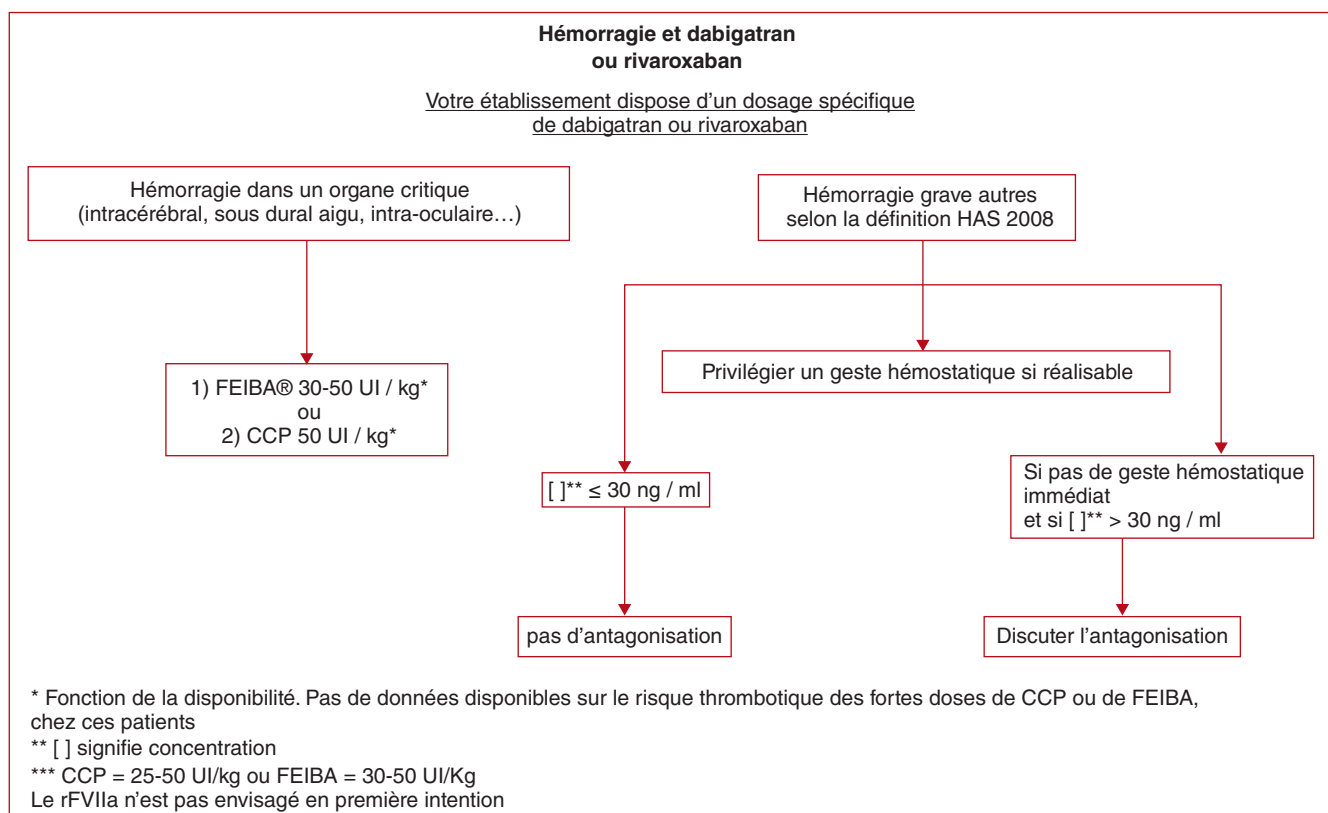 Hémorragie et dabigatran
ou rivaroxaban
Votre établissement dispose d'un dosage spécifique
de dabigatran ou rivaroxaban
Hémorragie dans un organe critique
(intracérébral, sous dural aigu, intra-oculaire…)
Hémorragie grave autres
selon la définition HAS 2008
1) FEIBA® 30-50 UI / kg*
ou
2) CCP 50 UI / kg*
Privilégier un geste hémostatique si réalisable
[ ]** ≤ 30 ng / ml
Si pas de geste hémostatique
immédiat
et si [ ]** > 30 ng / ml
pas d'antagonisation
Discuter l'antagonisation
* Fonction de la disponibilité. Pas de données disponibles sur le risque thrombotique des fortes doses de CCP ou de FEIBA,
chez ces patients
** [ ] signifie concentration
*** CCP = 25-50 UI/kg ou FEIBA = 30-50 UI/Kg
Le rFVIIa n'est pas envisagé en première intention